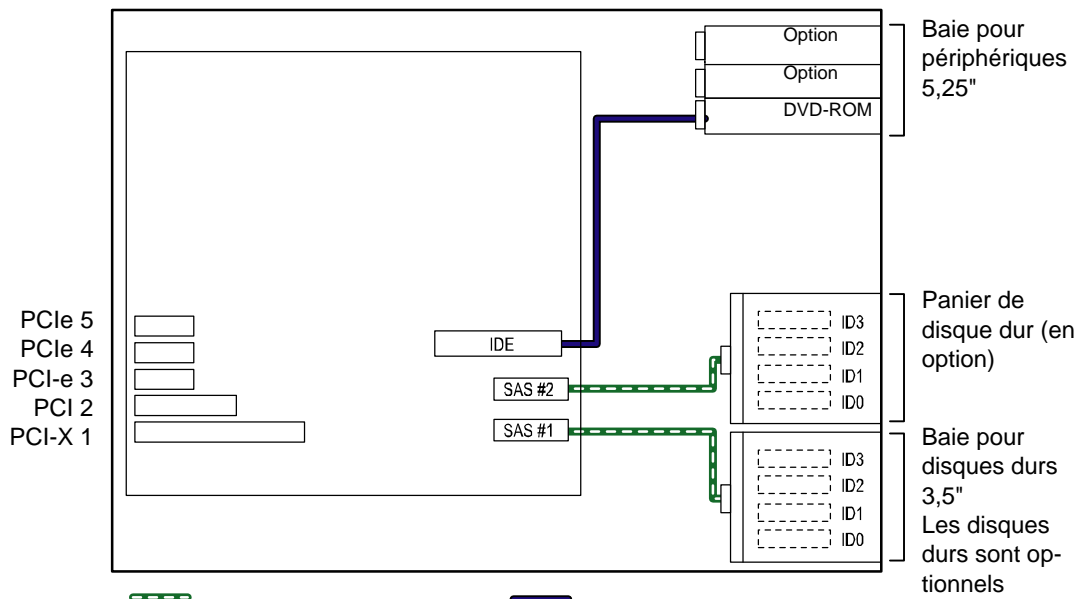 Option
Option
DVD-ROM
Baie pour
périphériques
5,25"
PCIe 5
PCIe 4
PCI-e 3
PCI 2
PCI-X 1
IDE
SAS #2
SAS #1
ID3
ID2
ID1
ID0
Panier de
disque dur (en
option)
ID3
ID2
ID1
ID0
Baie pour
disques durs
3,5"
Les disques
durs sont op-
tionnels